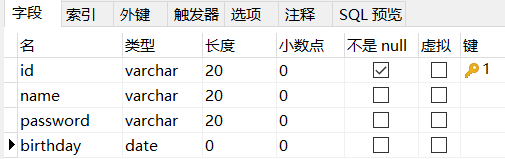 字段 索引 外键 触发器 选项 注释 SQL 预览
名 类型 长度 小数点 不是 null 虚拟 键
id varchar 20 0 1
name varchar 20 0
password varchar 20 0
birthday date 0 0